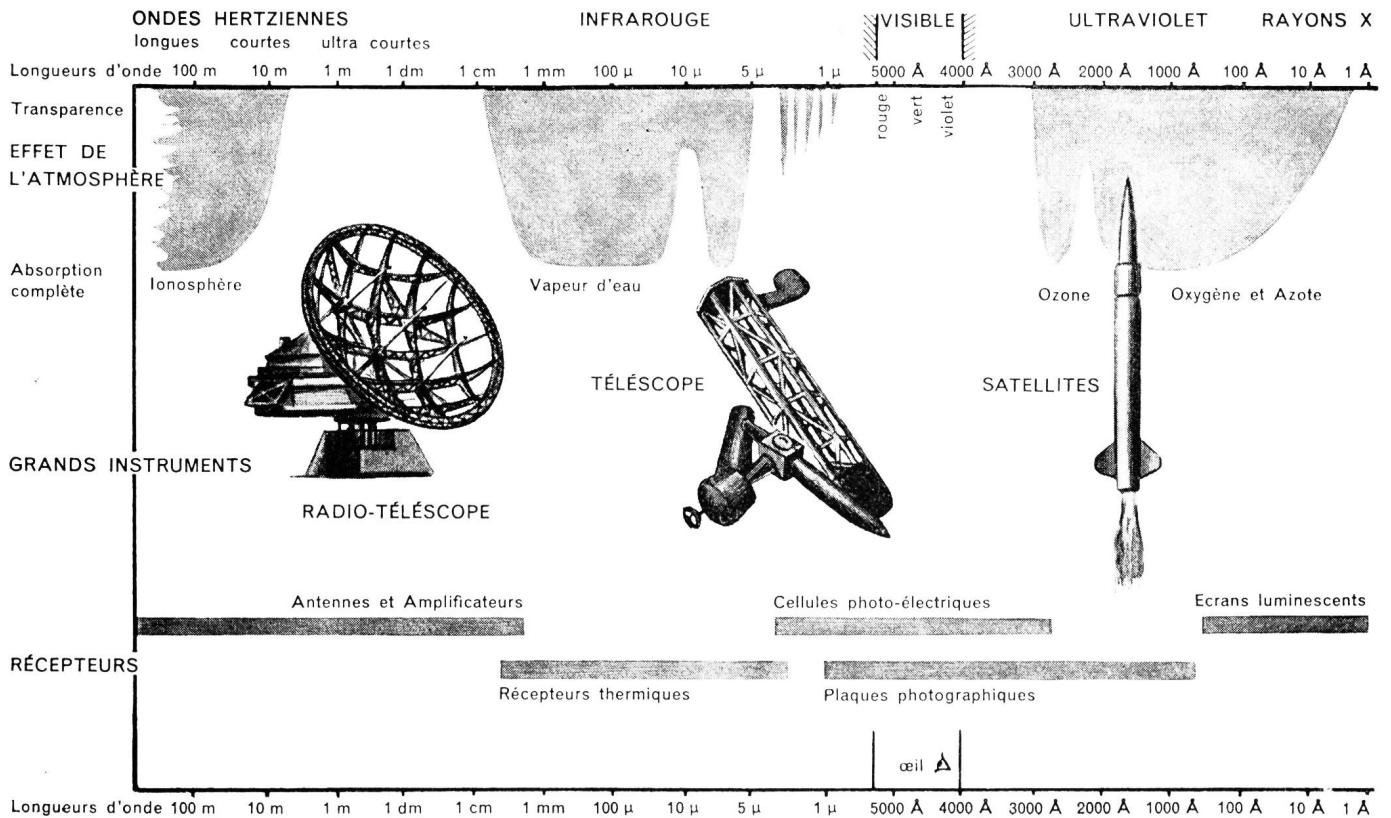 ONDES HERTZIENNES INFRAROUGE VISIBLE ULTRAVIOLET RAYONS X
longues courtes ultra courtes
Longueurs d'onde 100 m 10 m 1 m 1 dm 1 cm 1 mm 100 µ 10 µ 5 µ 1 µ 5000 Å 4000 Å 3000 Å 2000 Å 1000 Å 100 Å 10 Å 1 Å
Transparence
rouge
vert
violet
EFFET DE
L'ATMOSPHÈRE
Absorption
complète
Ionosphère
Vapeur d'eau
Ozone
Oxygène et Azote
TÉLÉSCOPE
SATELLITES
GRANDS INSTRUMENTS
RADIO-TÉLÉSCOPE
Antennes et Amplificateurs
Cellules photo-électriques
Ecrans luminescents
RÉCEPTEURS
Récepteurs thermiques
Plaques photographiques
œil
Longueurs d'onde 100 m 10 m 1 m 1 dm 1 cm 1 mm 100 µ 10 µ 5 µ 1 µ 5000 Å 4000 Å 3000 Å 2000 Å 1000 Å 100 Å 10 Å 1 Å